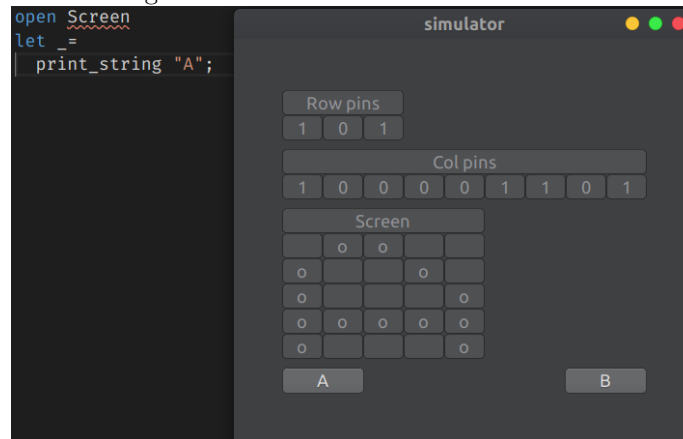 open Screen
let _=
print_string "A";
simulator
Row pins
1 0 1
Col pins
1 0 0 0 0 1 1 0 1
Screen
o o
o o
o o
o o o o o
o o
A B